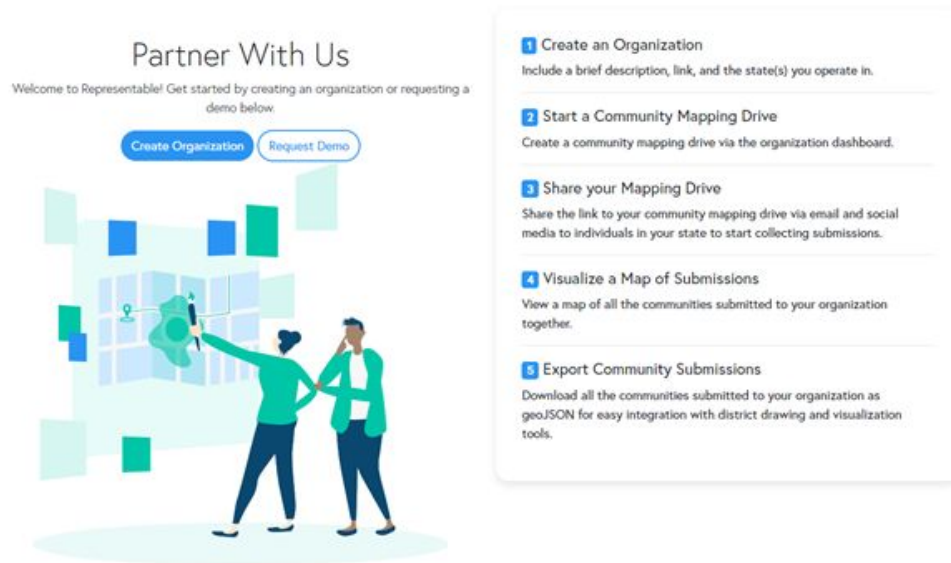 Partner With Us
Welcome to Representable! Get started by creating an organization or requesting a
demo below.
Create Organization
Request Demo
1 Create an Organization
Include a brief description, link, and the state(s) you operate in.
2 Start a Community Mapping Drive
Create a community mapping drive via the organization dashboard.
3 Share your Mapping Drive
Share the link to your community mapping drive via email and social
media to individuals in your state to start collecting submissions.
4 Visualize a Map of Submissions
View a map of all the communities submitted to your organization
together.
5 Export Community Submissions
Download all the communities submitted to your organization as
geoJSON for easy integration with district drawing and visualization
tools.